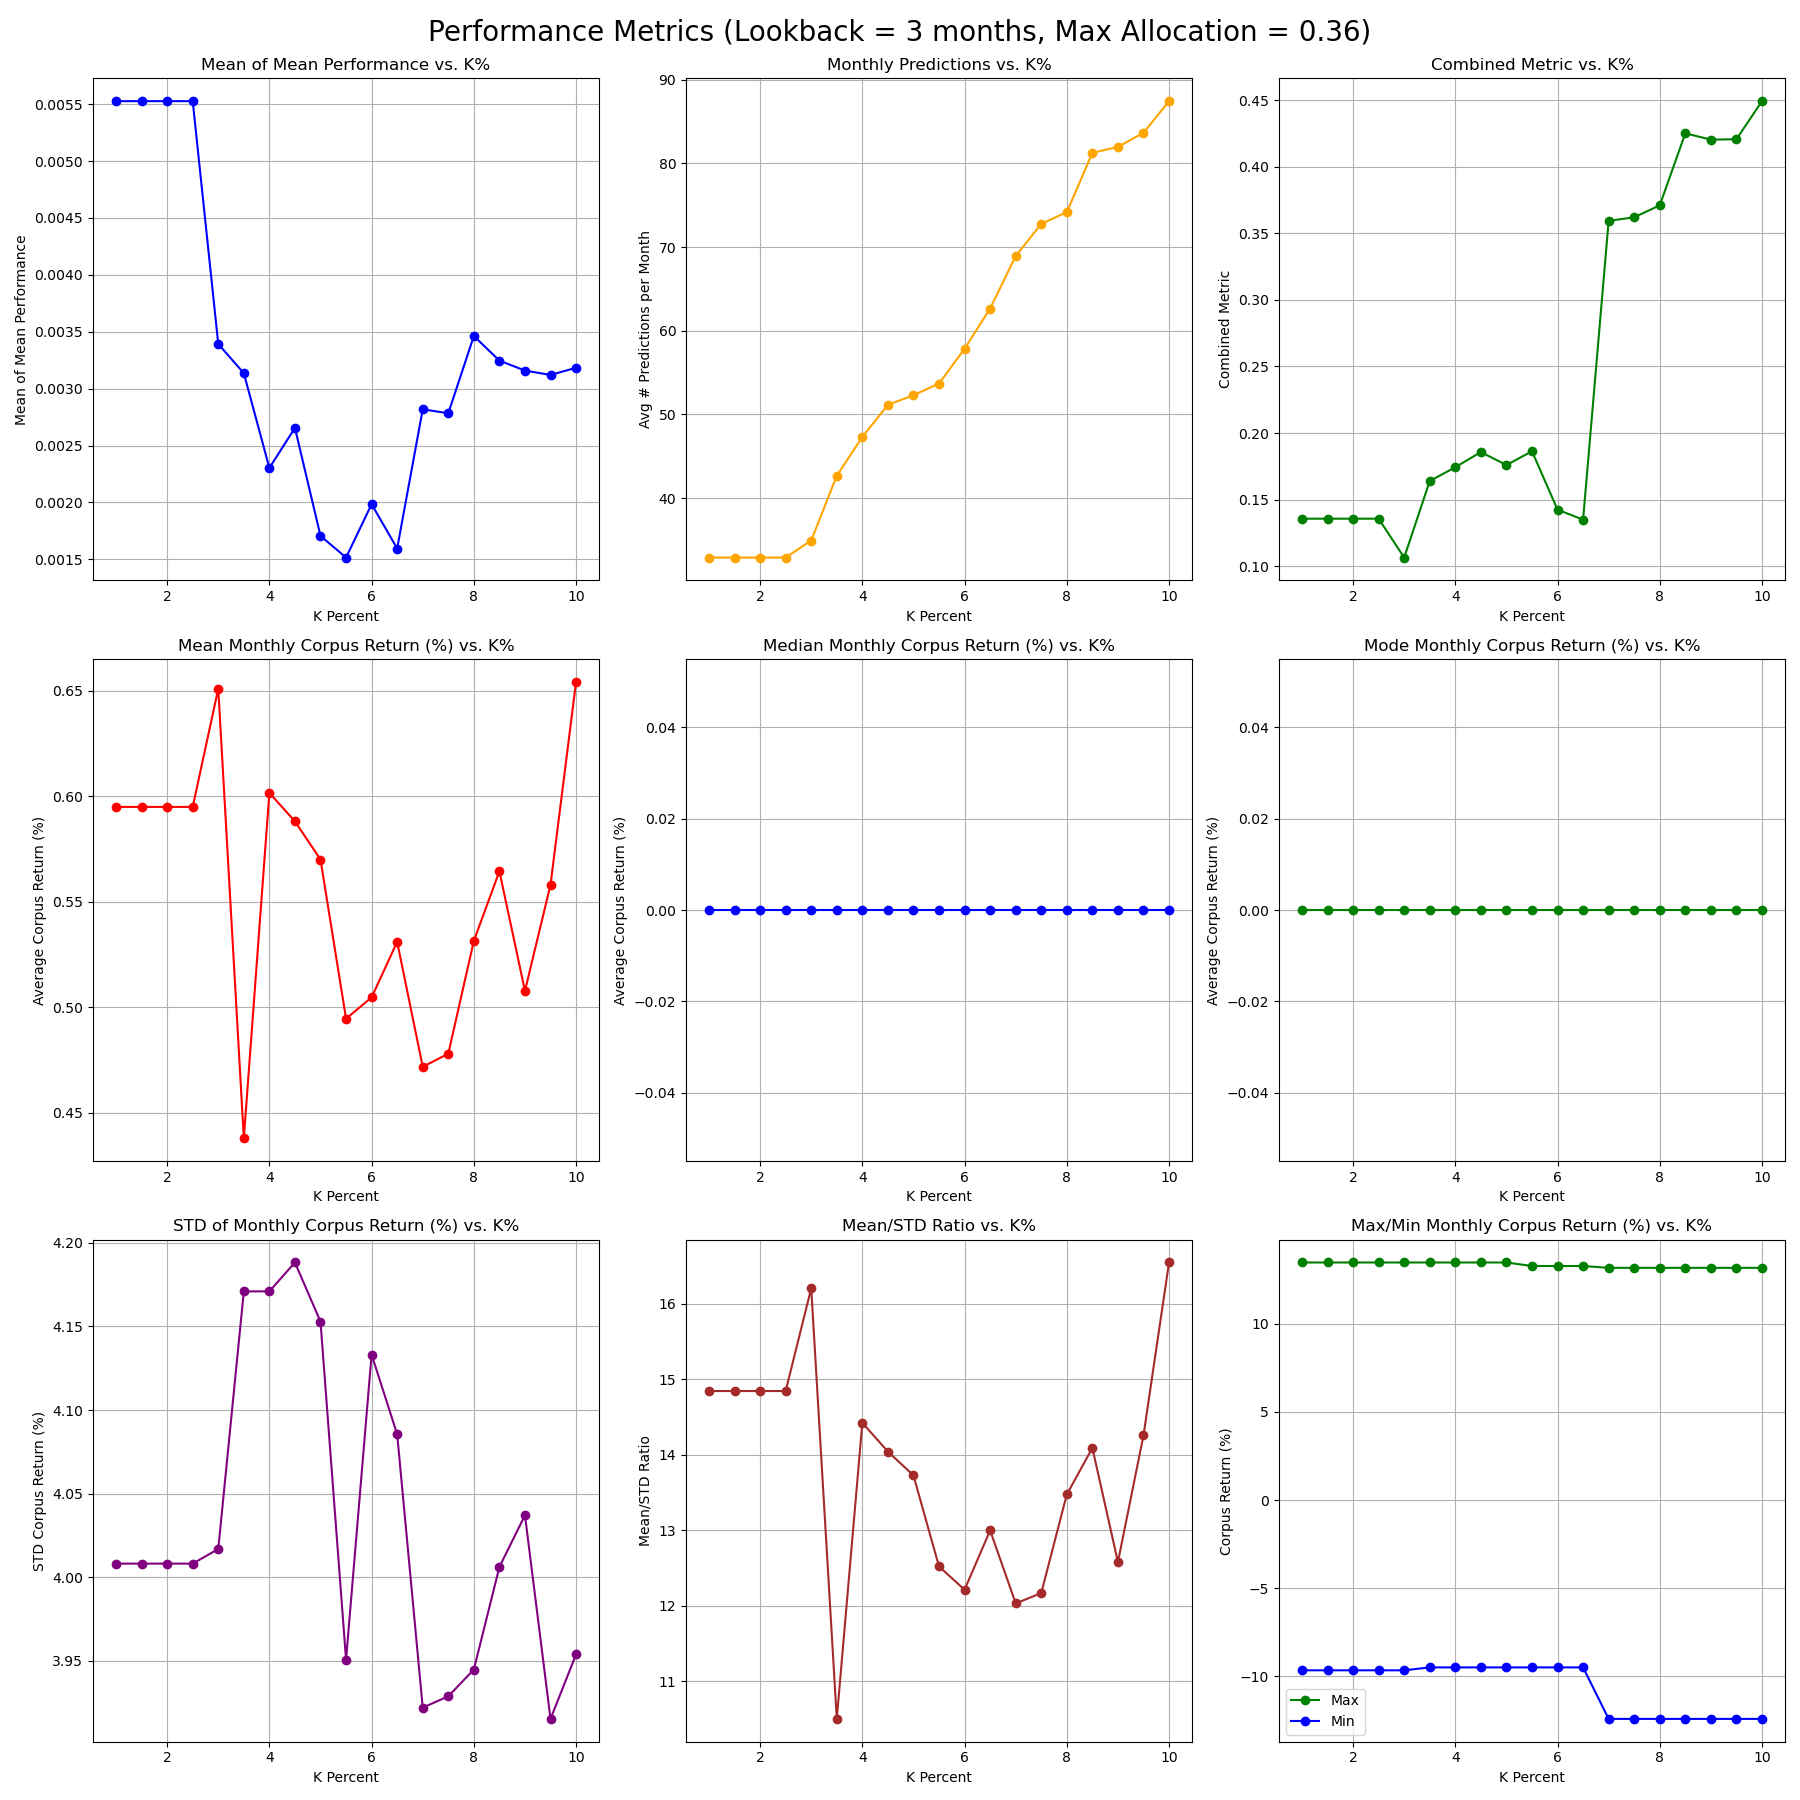 Performance Metrics (Lookback = 3 months, Max Allocation = 0.36)
Mean of Mean Performance vs. K%
Mean of Mean Performance
0.0055
0.0050
0.0045
0.0040
0.0035
0.0030
0.0025
0.0020
0.0015
2 4 6 8 10
K Percent
Monthly Predictions vs. K%
Avg # Predictions per Month
90
80
70
60
50
40
2 4 6 8 10
K Percent
Combined Metric vs. K%
Combined Metric
0.45
0.40
0.35
0.30
0.25
0.20
0.15
0.10
2 4 6 8 10
K Percent
Mean Monthly Corpus Return (%) vs. K%
Average Corpus Return (%)
0.65
0.60
0.55
0.50
0.45
2 4 6 8 10
K Percent
Median Monthly Corpus Return (%) vs. K%
Average Corpus Return (%)
0.04
0.02
0.00
−0.02
−0.04
2 4 6 8 10
K Percent
Mode Monthly Corpus Return (%) vs. K%
Average Corpus Return (%)
0.04
0.02
0.00
−0.02
−0.04
2 4 6 8 10
K Percent
STD of Monthly Corpus Return (%) vs. K%
STD Corpus Return (%)
4.20
4.15
4.10
4.05
4.00
3.95
2 4 6 8 10
K Percent
Mean/STD Ratio vs. K%
Mean/STD Ratio
16
15
14
13
12
11
2 4 6 8 10
K Percent
Max/Min Monthly Corpus Return (%) vs. K%
Corpus Return (%)
10
5
0
−5
−10
Max
Min
2 4 6 8 10
K Percent